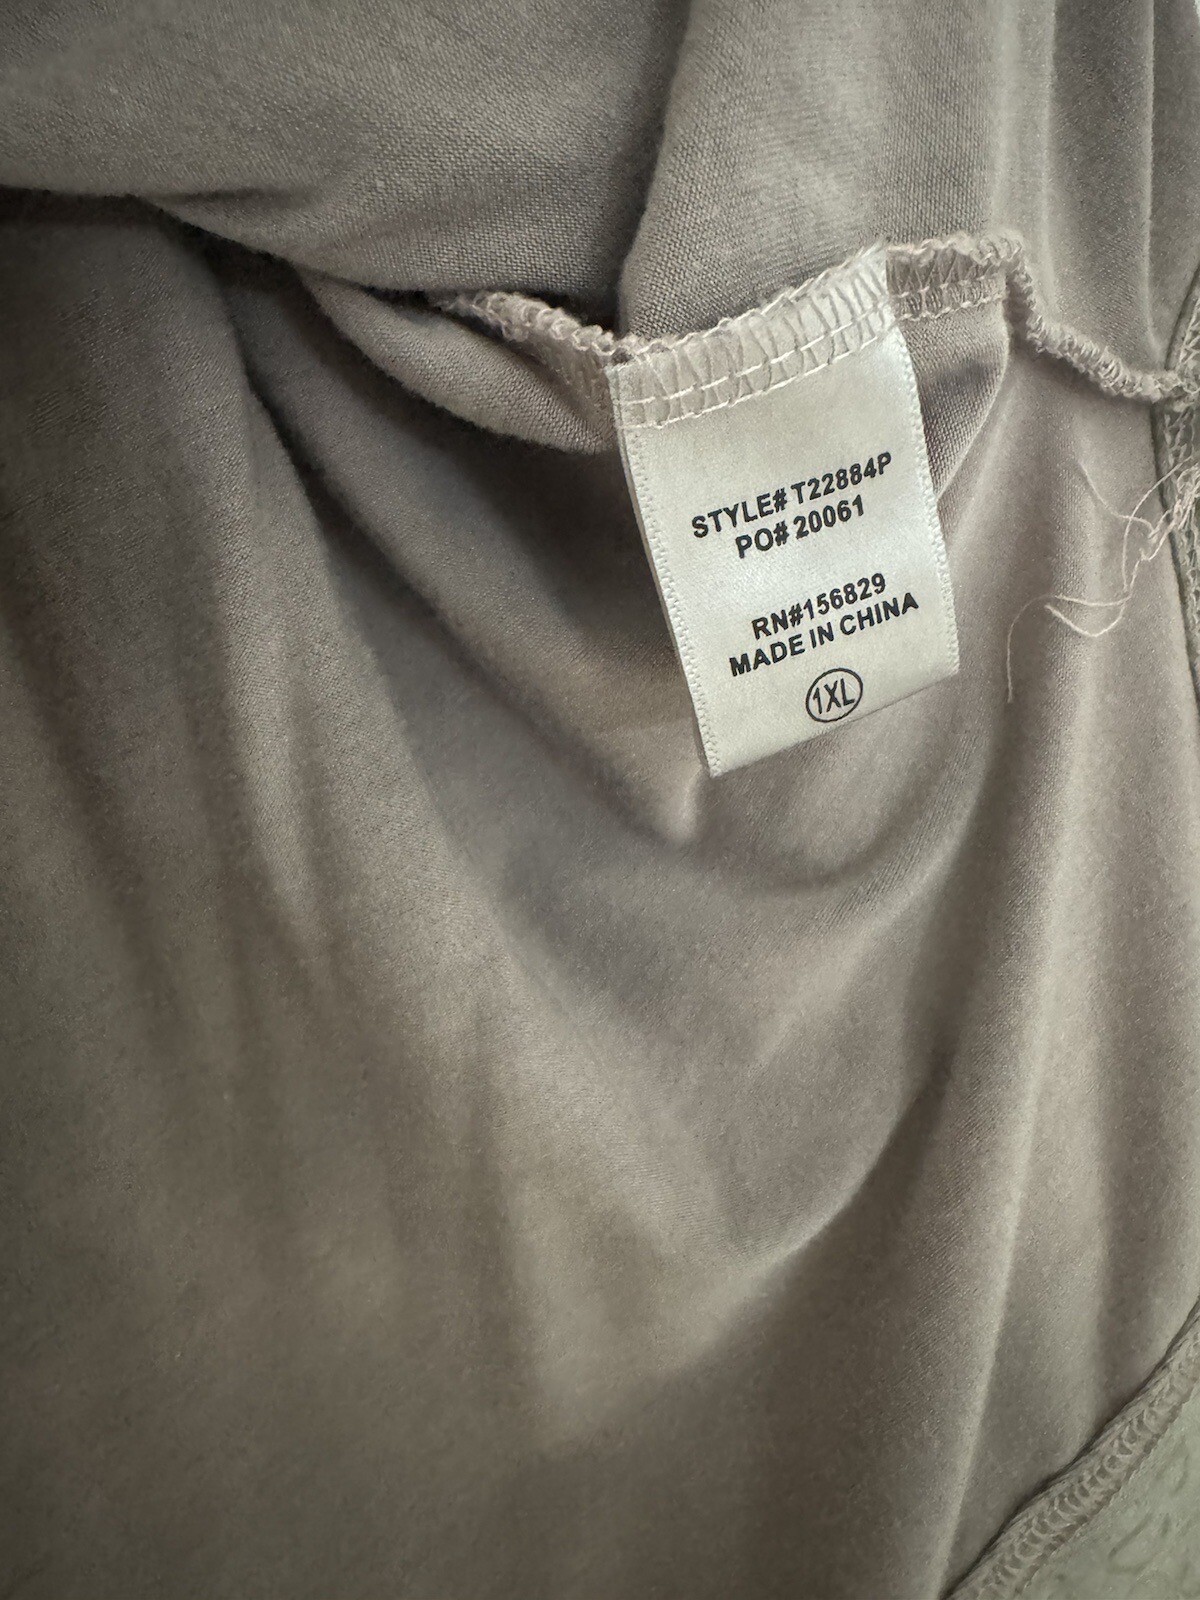 STYLE# T22884P
PO# 20061
RN#156829
MADE IN CHINA
1XL